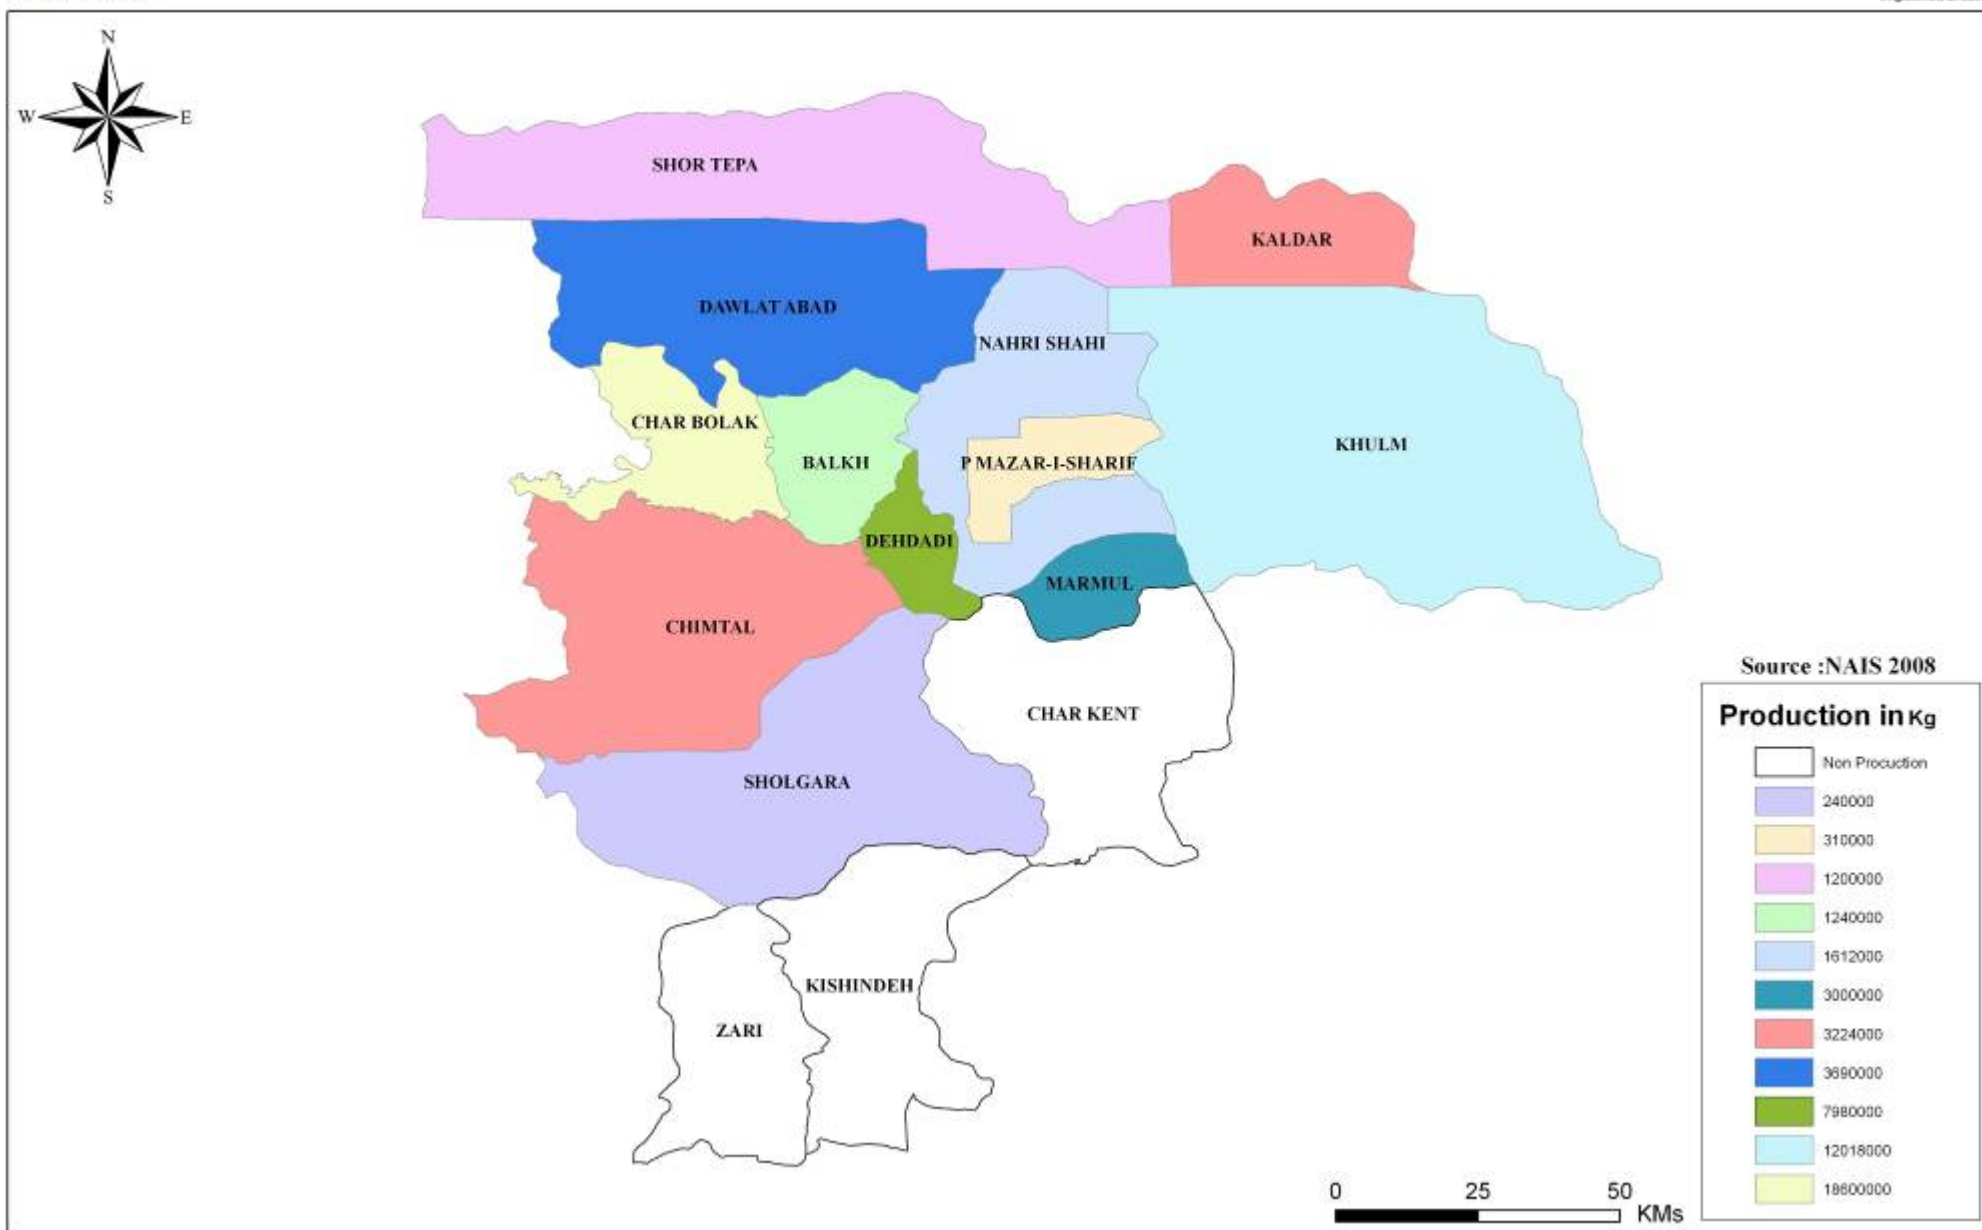 N
W E
S
SHOR TEPA
KALDAR
DAWLAT ABAD
NAHRI SHAHI
CHAR BOLAK
KHULM
BALKH
P MAZAR-I-SHARIF
DEHDADI
MARMUL
CHIMTAL
CHAR KENT
SHOLGARA
KISHINDEH
ZARI
Source :NAIS 2008
Production in Kg
Non Procuction
240000
310000
1200000
1240000
1612000
3000000
3224000
3690000
7980000
12018000
18600000
0 25 50
KMs